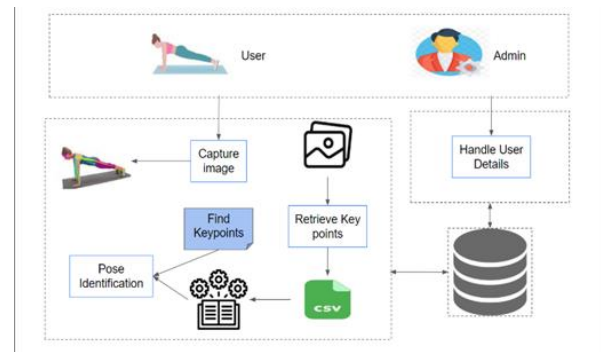 User
Admin
Capture
image
Handle User
Details
Find
Keypoints
Retrieve Key
points
Pose
Identification
CSV